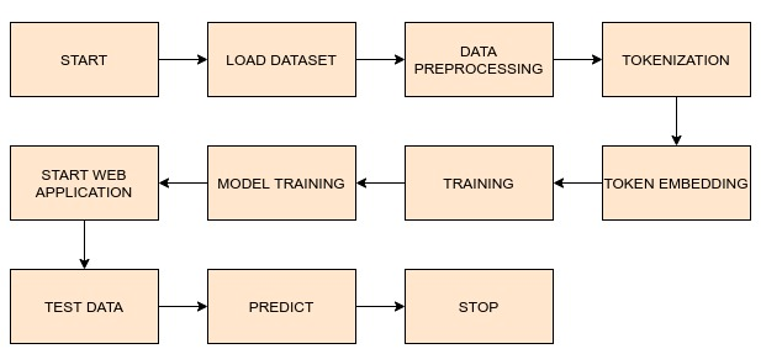 START
LOAD DATASET
DATA
PREPROCESSING
TOKENIZATION
TOKEN EMBEDDING
TRAINING
MODEL TRAINING
START WEB
APPLICATION
TEST DATA
PREDICT
STOP